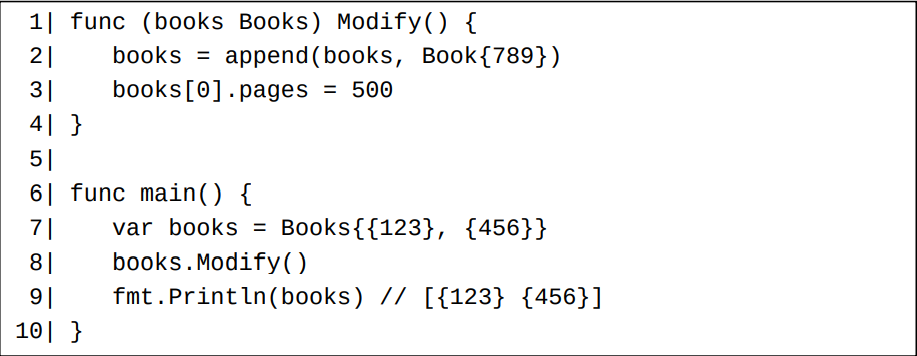 1| func (books Books) Modify() {
2|    books = append(books, Book{789})
3|    books[0].pages = 500
4| }
5|
6| func main() {
7|    var books = Books{{123}, {456}}
8|    books.Modify()
9|    fmt.Println(books) // [{123} {456}]
10| }